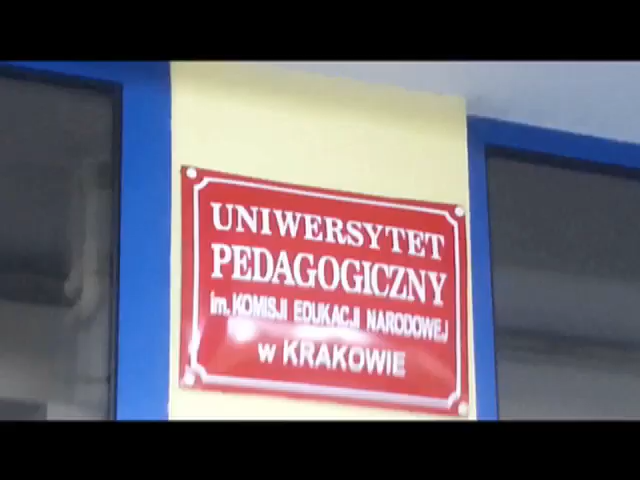 UNIWERSYTET
PEDAGOGICZNY
im. KOMISJI EDUKACJI NARODOWEJ
w KRAKOWIE